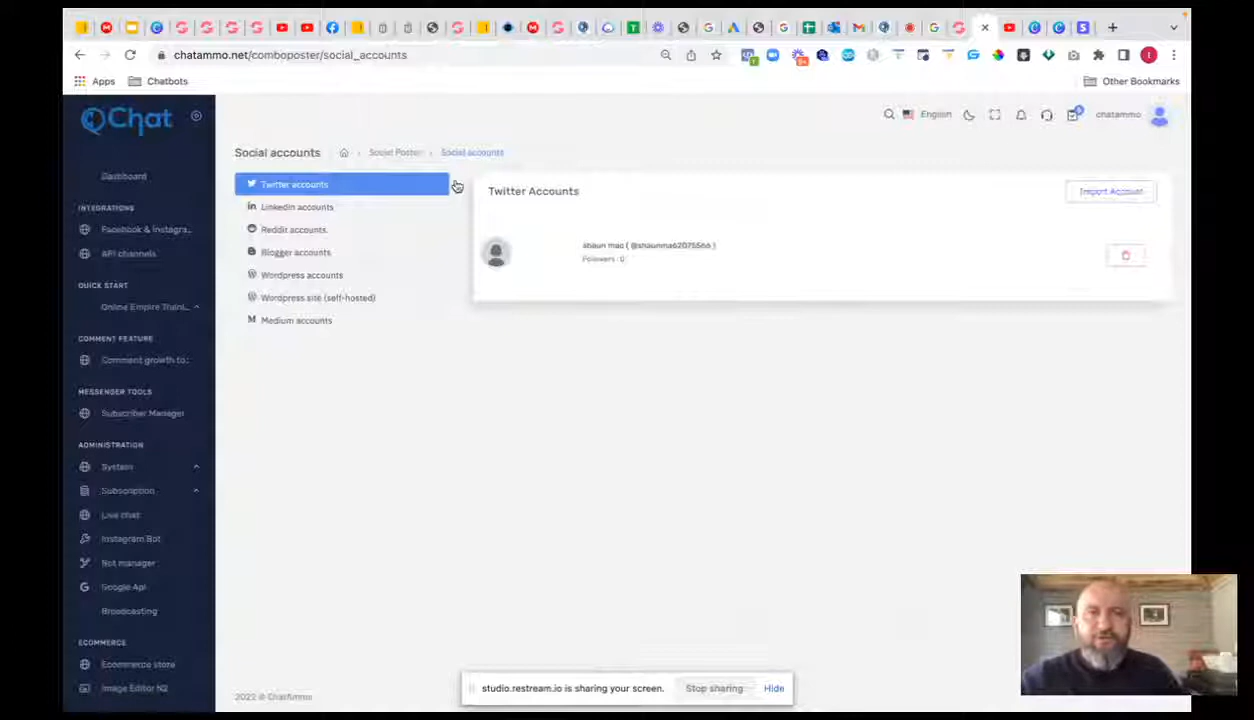 chatammo.net/comboposter/social_accounts
Apps
Chatbots
Other Bookmarks
Chat
English
chatammo
Social accounts
Social Poster
Social accounts
Dashboard
INTEGRATIONS
Facebook & Instagra...
API channels
QUICK START
Online Empire Traini...
COMMENT FEATURE
Comment growth to...
MESSENGER TOOLS
Subscriber Manager
ADMINISTRATION
System
Subscription
Live chat
Instagram Bot
Bot manager
Google Api
Broadcasting
ECOMMERCE
Ecommerce store
Image Editor N2
Twitter accounts
Linkedin accounts
Reddit accounts.
Blogger accounts
Wordpress accounts
Wordpress site (self-hosted)
Medium accounts
Twitter Accounts
Import Account
shaun mac ( @shaunma62075566 )
Followers : 0
2022 © ChatAmmo
studio.restream.io is sharing your screen.
Stop sharing
Hide